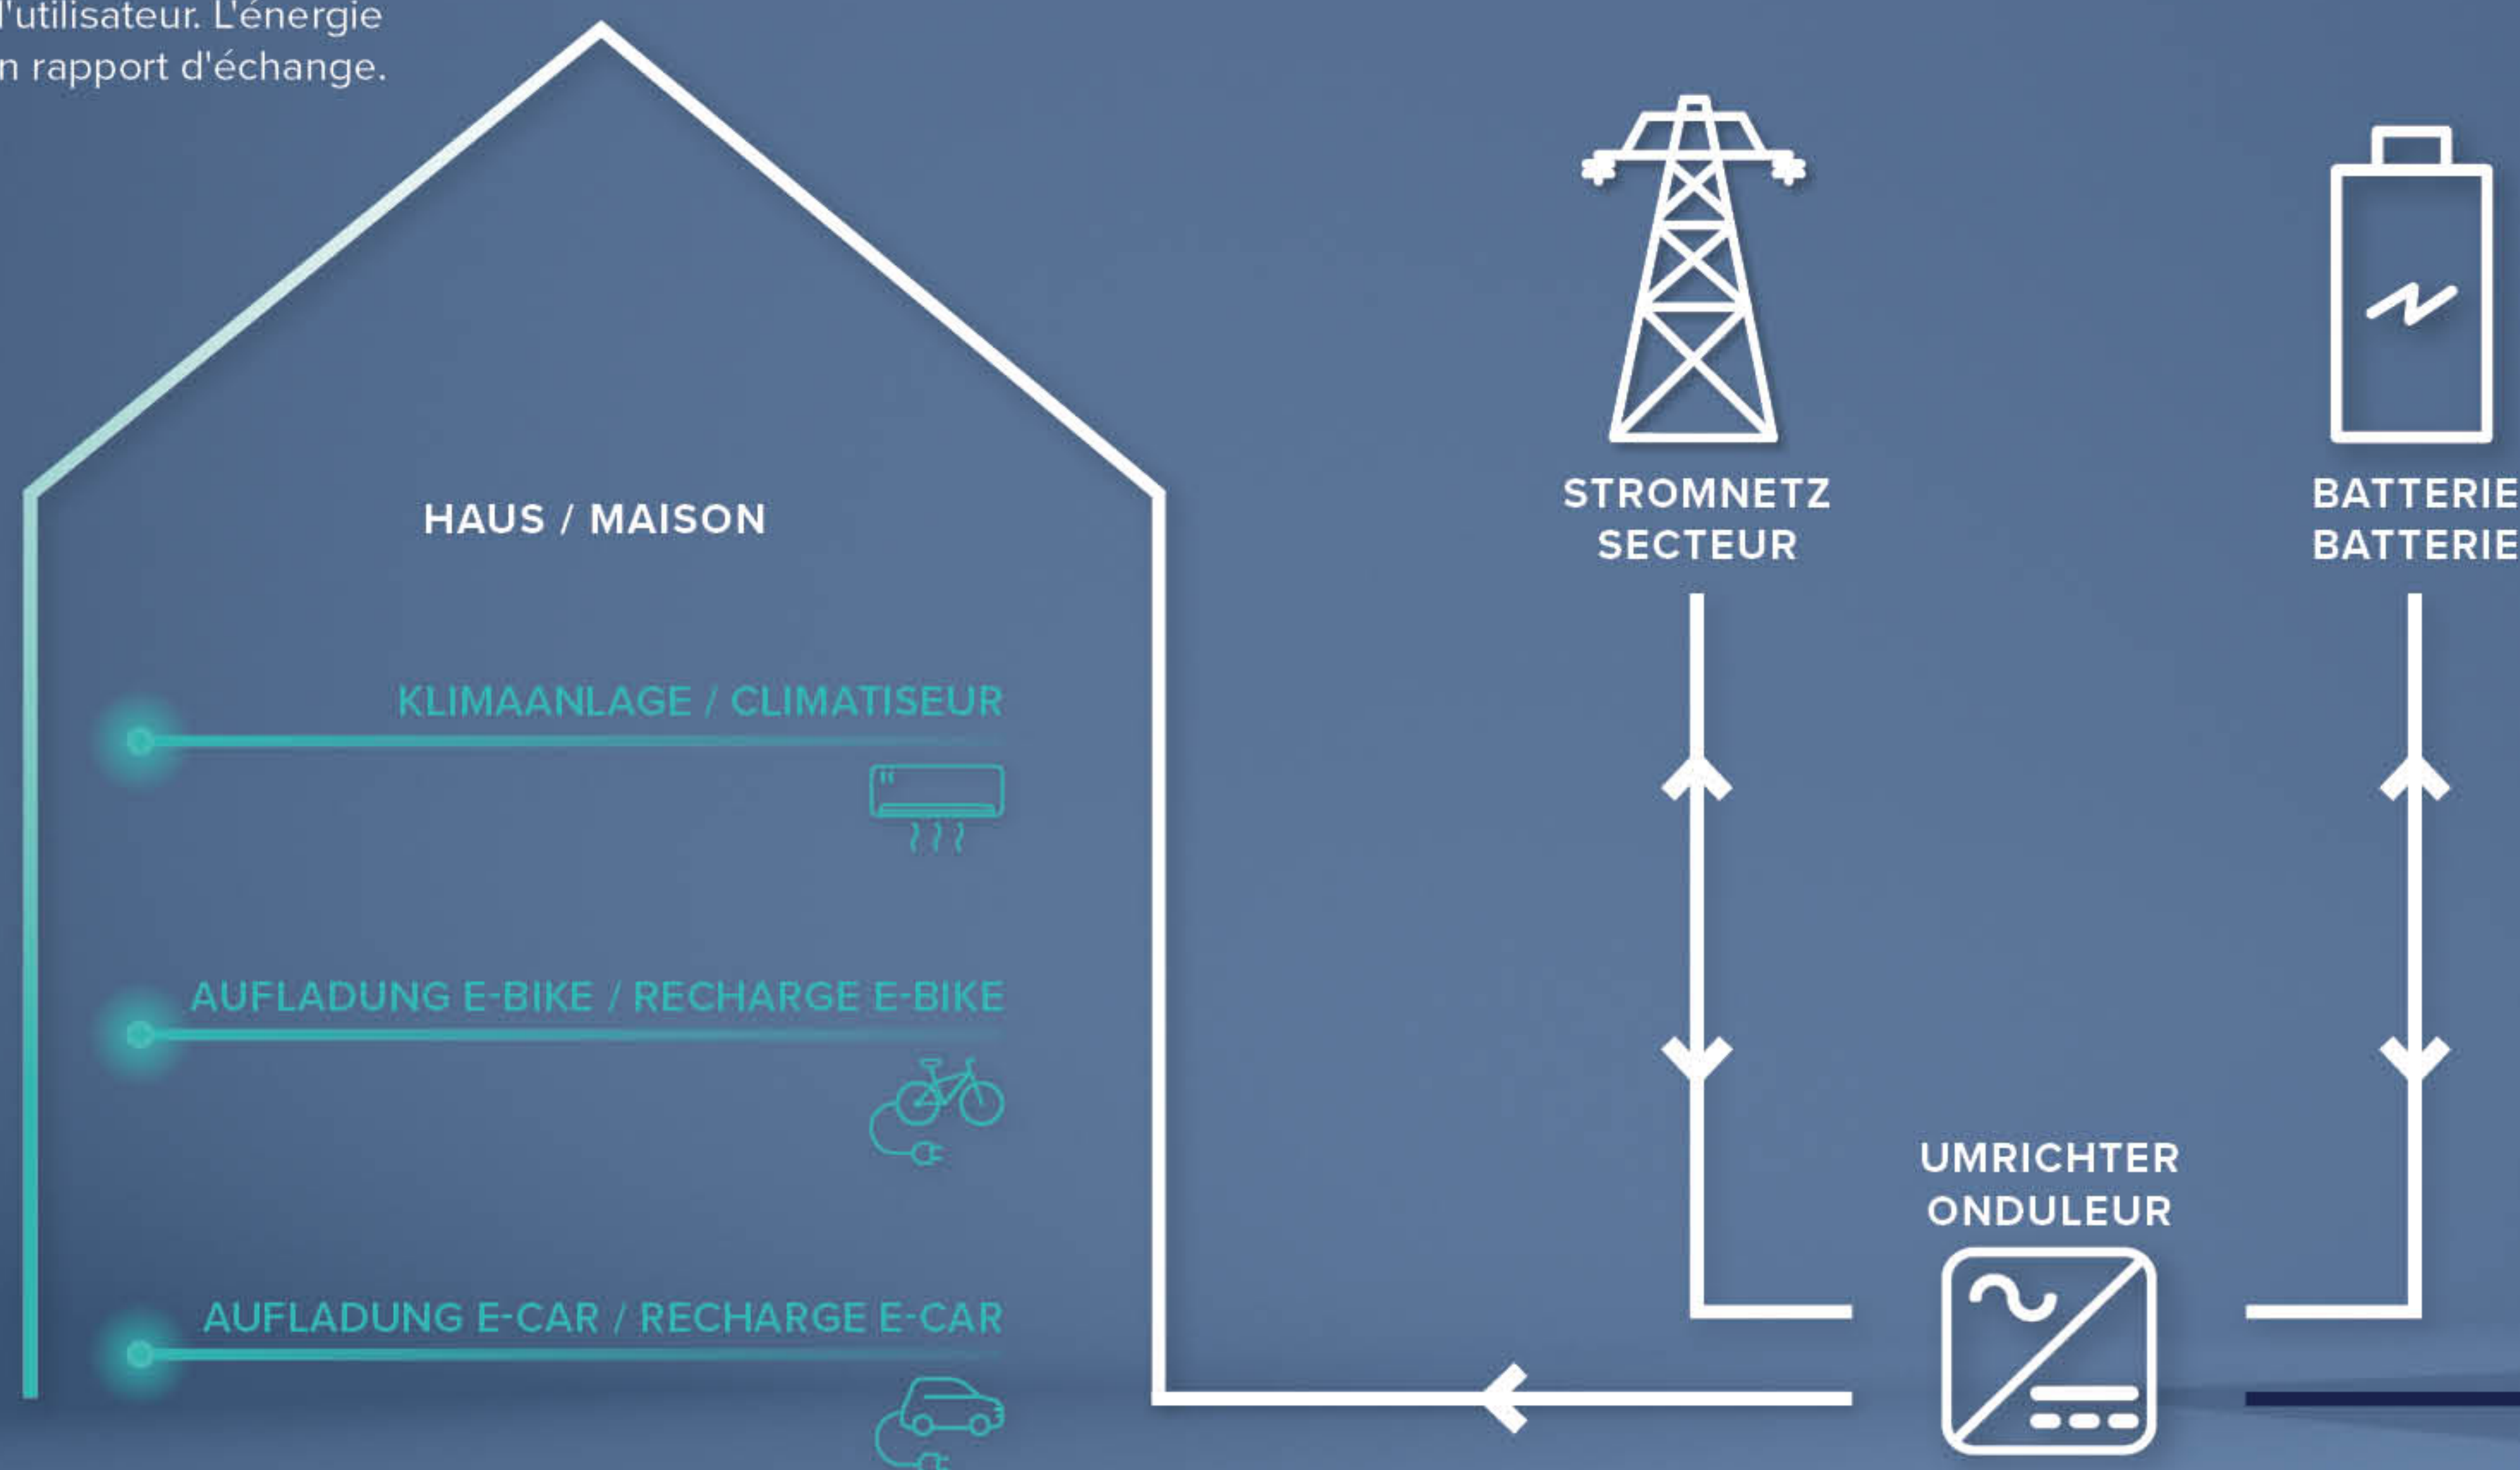 l'utilisateur. L'énergie
n rapport d'échange.
HAUS / MAISON
KLIMAANLAGE / CLIMATISEUR
AUFLADUNG E-BIKE / RECHARGE E-BIKE
AUFLADUNG E-CAR / RECHARGE E-CAR
STROMNETZ
SECTEUR
BATTERIE
BATTERIE
UMRICHTER
ONDULEUR